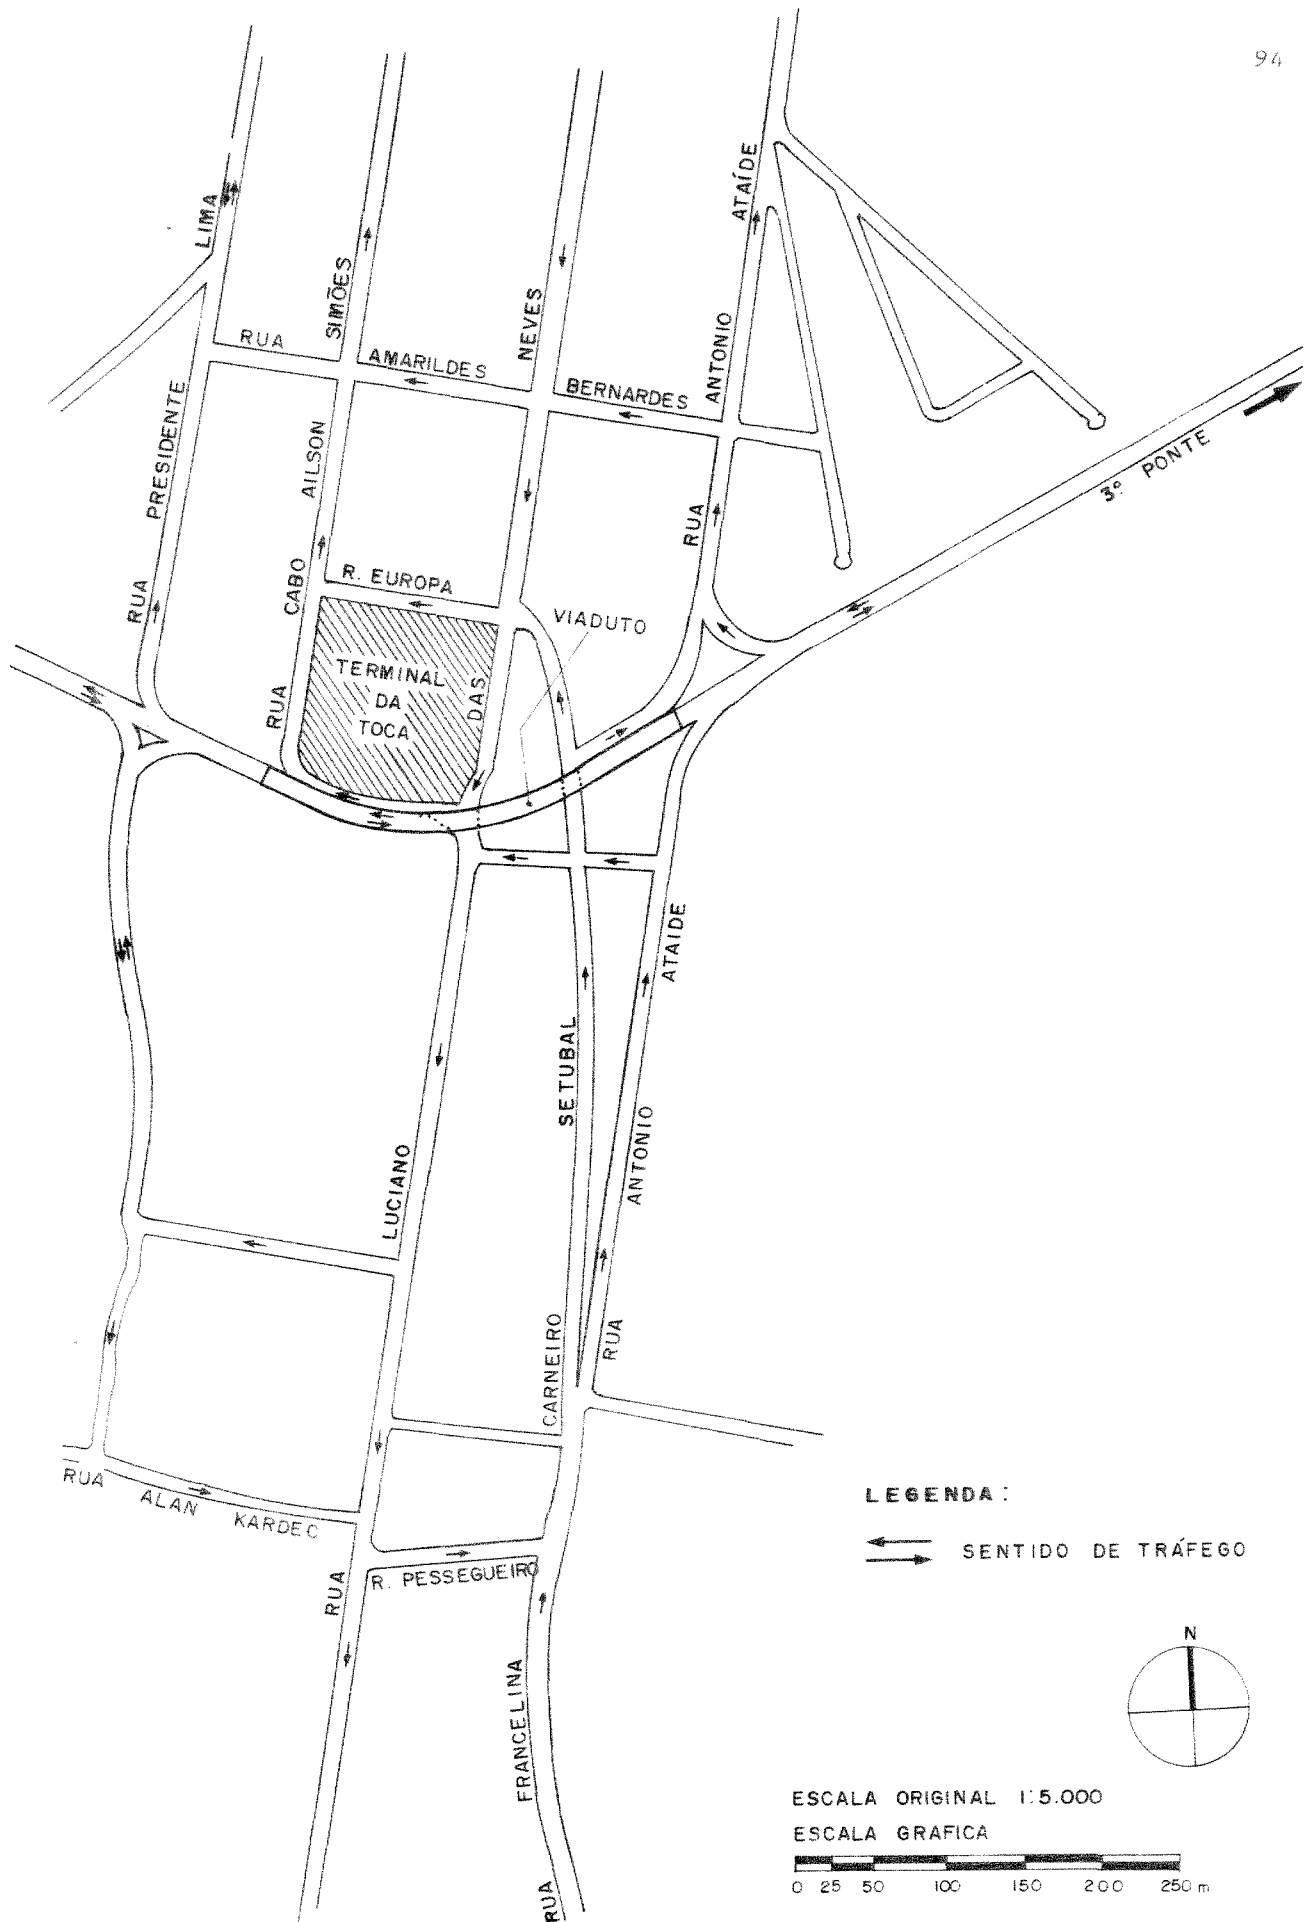 94
LIMA
ATAÍDE
SIMÕES
NEVES
RUA
AMARILDES
BERNARDES
ANTONIO
PRESIDENTE
AILSON
3º PONTE
RUA
R. EUROPA
CABO
RUA
VIADUTO
TERMINAL
DA
TOCA
DAS
RUA
ATAIDE
SETUBAL
ANTONIO
LUCIANO
CARNEIRO
RUA
RUA
ALAN
KARDEC
R. PESSEGUEIRO
RUA
FRANCELINA
RUA
LEGENDA:
SENTIDO DE TRÁFEGO
N
ESCALA ORIGINAL 1:5.000
ESCALA GRAFICA
0 25 50 100 150 200 250 m